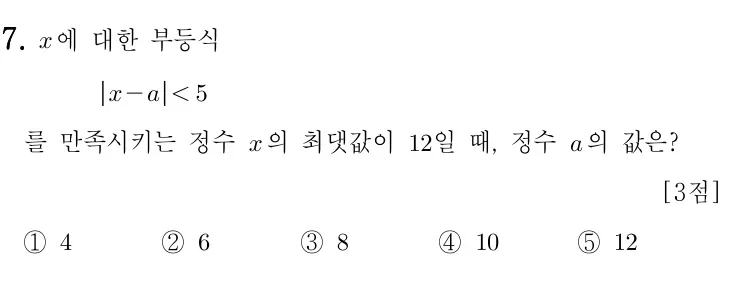 7. x에 대한 부등식
|x-a|<5
를 만족시키는 정수 x의 최댓값이 12일 때, 정수 a의 값은?
[3점]
① 4 ② 6 ③ 8 ④ 10 ⑤ 12